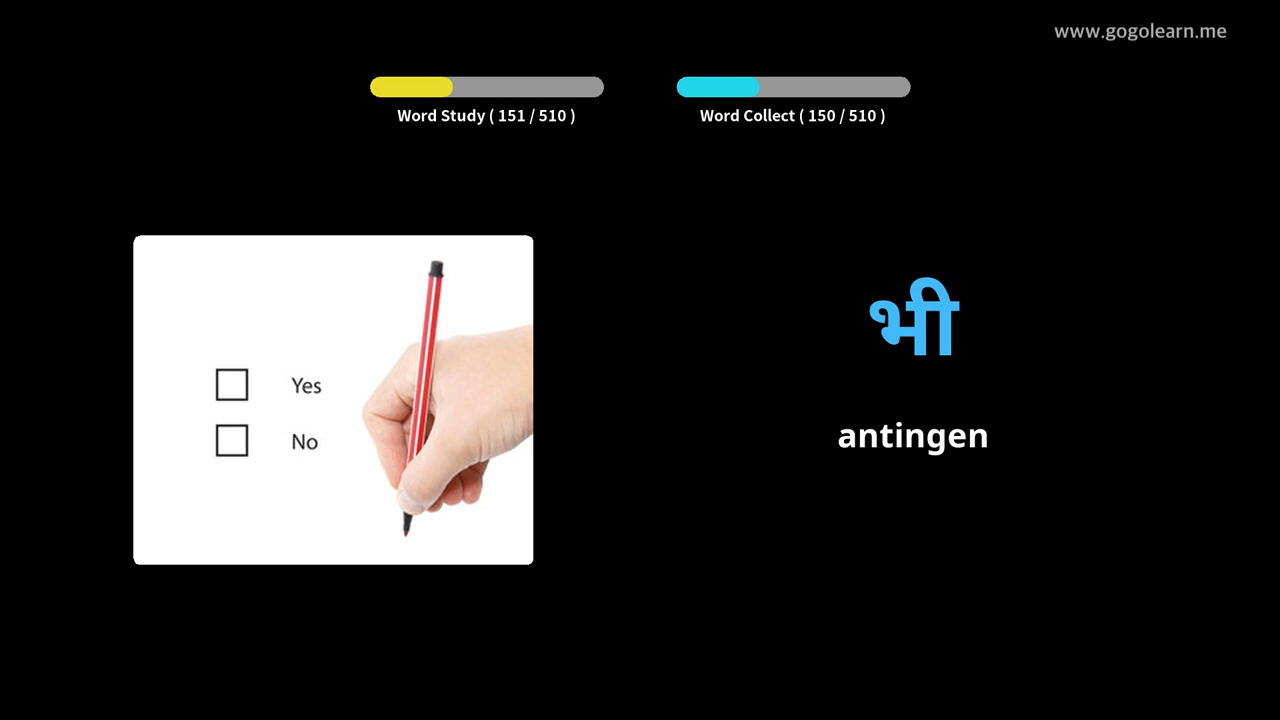 www.gogolearn.me
Word Study ( 151 / 510 )
Word Collect ( 150 / 510 )
Yes
No
भी
antingen